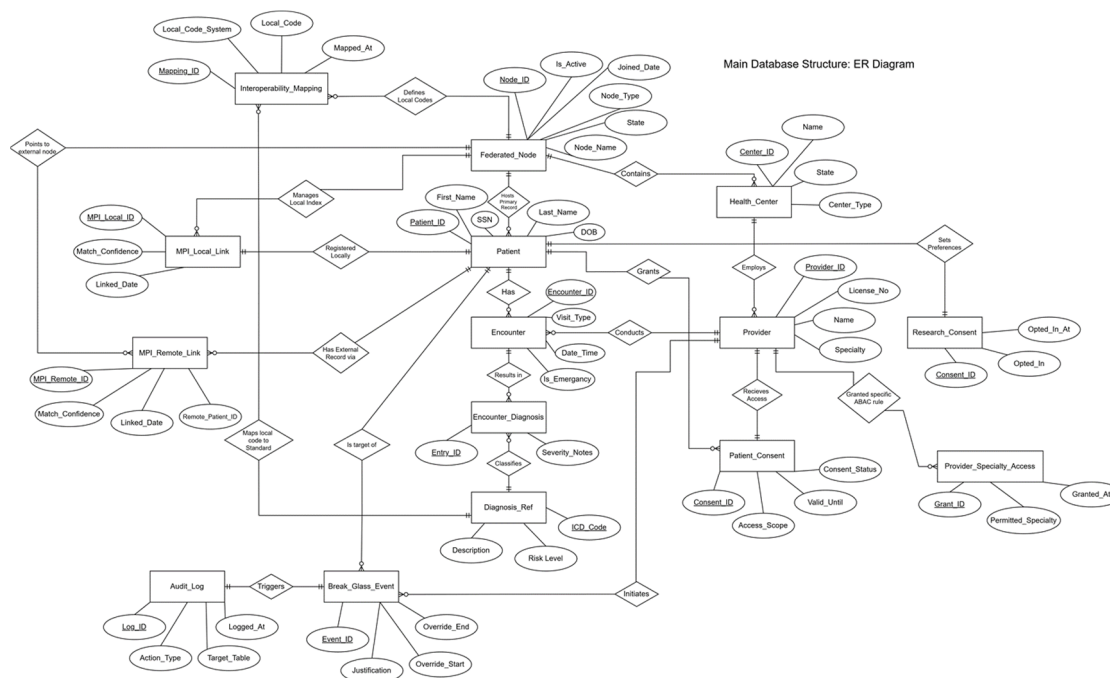 Main Database Structure: ER Diagram
Local_Code_System
Local_Code
Mapped_At
Mapping_ID
Interoperability_Mapping
Defines
Local Codes
Node_ID
Is_Active
Joined_Date
Node_Type
State
Node_Name
Federated_Node
Points to
external node
Manages
Local Index
Hosts
Primary
Record
Contains
Center_ID
Name
State
Center_Type
Health_Center
MPI_Local_ID
Match_Confidence
Linked_Date
MPI_Local_Link
Registered
Locally
First_Name
SSN
Last_Name
Patient_ID
DOB
Patient
Grants
Sets
Preferences
Employs
Provider_ID
License_No
Name
Specialty
Provider
Has
Encounter_ID
Visit_Type
Date_Time
Is_Emergancy
Encounter
Conducts
Research_Consent
Opted_In_At
Opted_In
Consent_ID
MPI_Remote_Link
Has External
Record via
MPI_Remote_ID
Match_Confidence
Linked_Date
Remote_Patient_ID
Results in
Encounter_Diagnosis
Entry_ID
Severity_Notes
Recieves
Access
Granted specific
ABAC rule
Maps local
code to
Standard
Is target of
Classifies
Patient_Consent
Consent_Status
Consent_ID
Valid_Until
Access_Scope
Provider_Specialty_Access
Granted_At
Grant_ID
Permitted_Specialty
Diagnosis_Ref
ICD_Code
Description
Risk Level
Audit_Log
Triggers
Break_Glass_Event
Initiates
Log_ID
Logged_At
Action_Type
Target_Table
Event_ID
Override_End
Justification
Override_Start